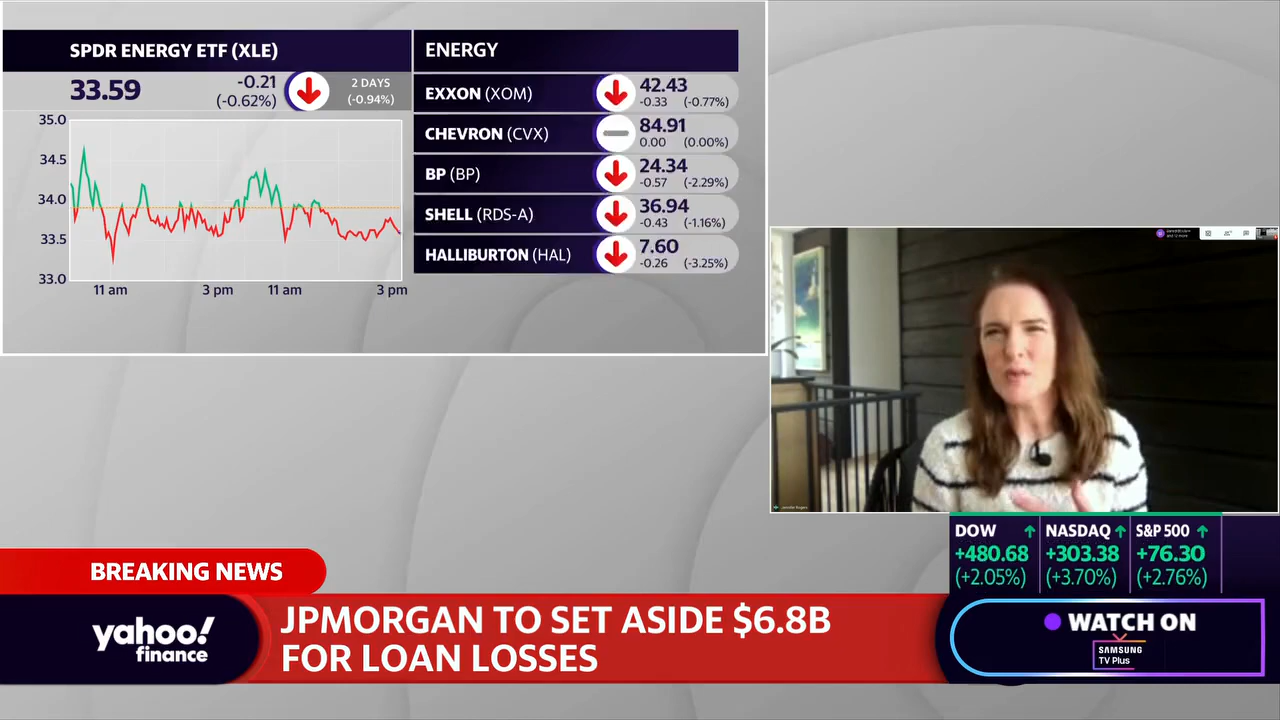 SPDR ENERGY ETF (XLE)
33.59
-0.21
(-0.62%)
2 DAYS
(-0.94%)
35.0
34.5
34.0
33.5
33.0
11 am
3 pm
11 am
3 pm
ENERGY
EXXON (XOM)
42.43
-0.33 (-0.77%)
CHEVRON (CVX)
84.91
0.00 (0.00%)
BP (BP)
24.34
-0.57 (-2.29%)
SHELL (RDS-A)
36.94
-0.43 (-1.16%)
HALLIBURTON (HAL)
7.60
-0.26 (-3.25%)
DOW
+480.68
(+2.05%)
NASDAQ
+303.38
(+3.70%)
S&P 500
+76.30
(+2.76%)
BREAKING NEWS
yahoo!
finance
JPMORGAN TO SET ASIDE $6.8B
FOR LOAN LOSSES
WATCH ON
SAMSUNG
TV Plus